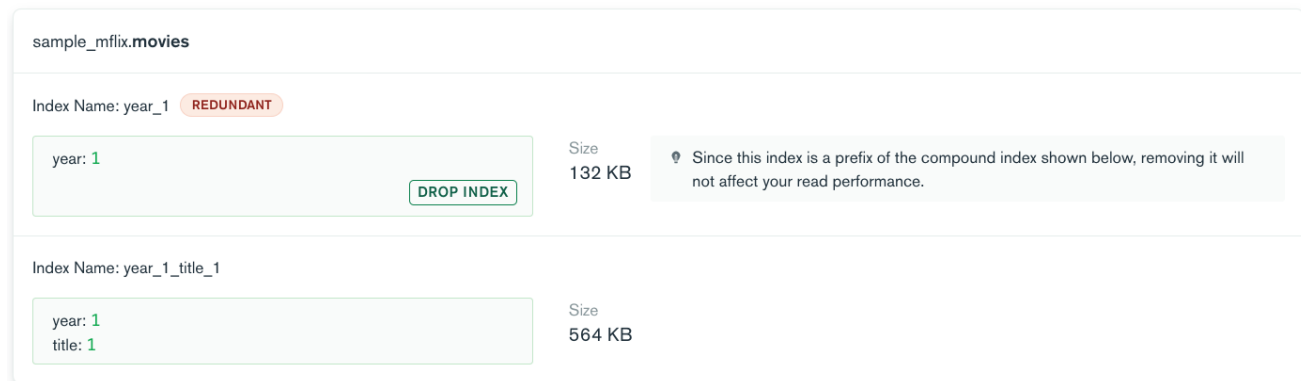 sample_mflix.movies
Index Name: year_1 REDUNDANT
year: 1
DROP INDEX
Size
132 KB
Since this index is a prefix of the compound index shown below, removing it will
not affect your read performance.
Index Name: year_1_title_1
year: 1
title: 1
Size
564 KB